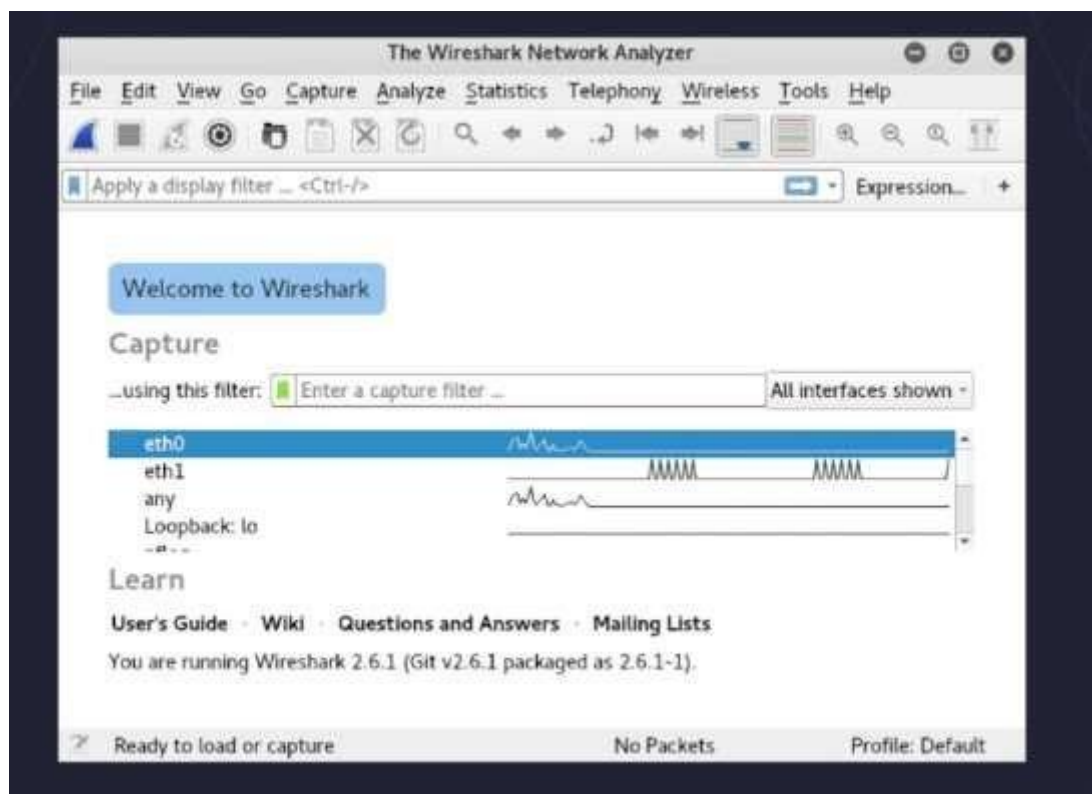 The Wireshark Network Analyzer
File Edit View Go Capture Analyze Statistics Telephony Wireless Tools Help
Apply a display filter ... <Ctrl-/> Expression... +
Welcome to Wireshark
Capture
...using this filter: Enter a capture filter ... All interfaces shown
eth0
eth1
any
Loopback: lo
Learn
User's Guide · Wiki · Questions and Answers · Mailing Lists
You are running Wireshark 2.6.1 (Git v2.6.1 packaged as 2.6.1-1).
Ready to load or capture No Packets Profile: Default